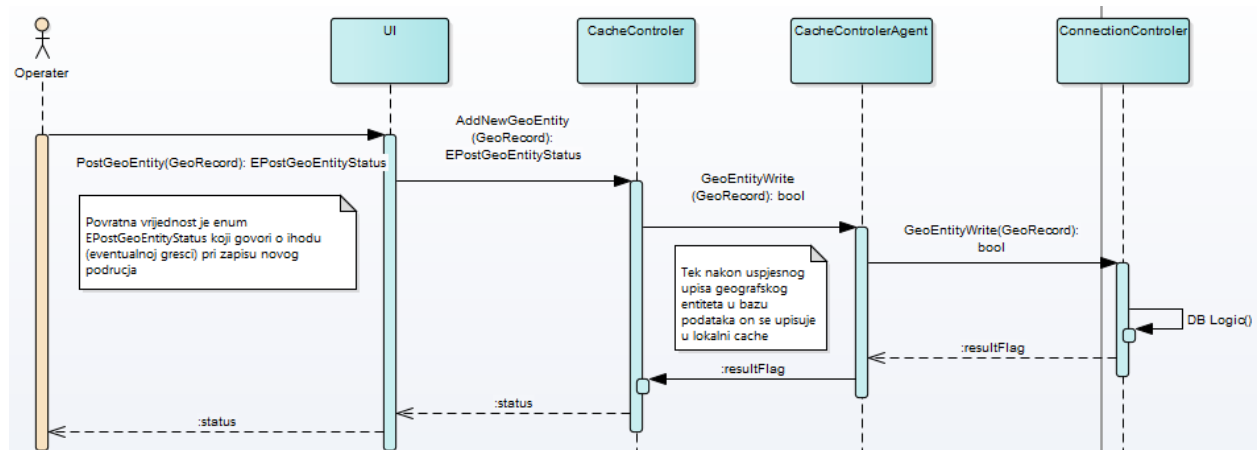 Operater
UI
CacheControler
CacheControlerAgent
ConnectionControler
PostGeoEntity(GeoRecord): EPostGeoEntityStatus
AddNewGeoEntity
(GeoRecord):
EPostGeoEntityStatus
GeoEntityWrite
(GeoRecord): bool
GeoEntityWrite(GeoRecord):
bool
Povratna vrijednost je enum
EPostGeoEntityStatus koji govori o ihodu
(eventualnoj gresci) pri zapisu novog
podrucja
Tek nakon uspjesnog
upisa geografskog
entiteta u bazu
podataka on se upisuje
u lokalni cache
DB Logic()
:resultFlag
:resultFlag
:status
:status